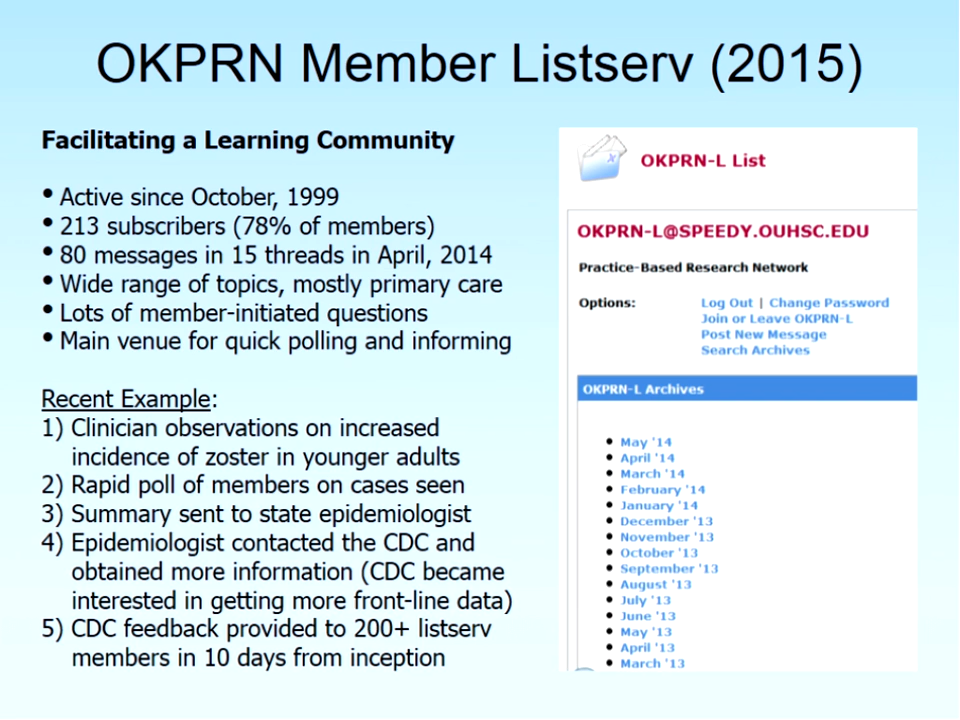 OKPRN Member Listserv (2015)
Facilitating a Learning Community
• Active since October, 1999
• 213 subscribers (78% of members)
• 80 messages in 15 threads in April, 2014
• Wide range of topics, mostly primary care
• Lots of member-initiated questions
• Main venue for quick polling and informing
Recent Example:
1) Clinician observations on increased
incidence of zoster in younger adults
2) Rapid poll of members on cases seen
3) Summary sent to state epidemiologist
4) Epidemiologist contacted the CDC and
obtained more information (CDC became
interested in getting more front-line data)
5) CDC feedback provided to 200+ listserv
members in 10 days from inception
OKPRN-L List
OKPRN-L@SPEEDY.OUHSC.EDU
Practice-Based Research Network
Options: Log Out | Change Password
Join or Leave OKPRN-L
Post New Message
Search Archives
OKPRN-L Archives
• May '14
• April '14
• March '14
• February '14
• January '14
• December '13
• November '13
• October '13
• September '13
• August '13
• July '13
• June '13
• May '13
• April '13
• March '13